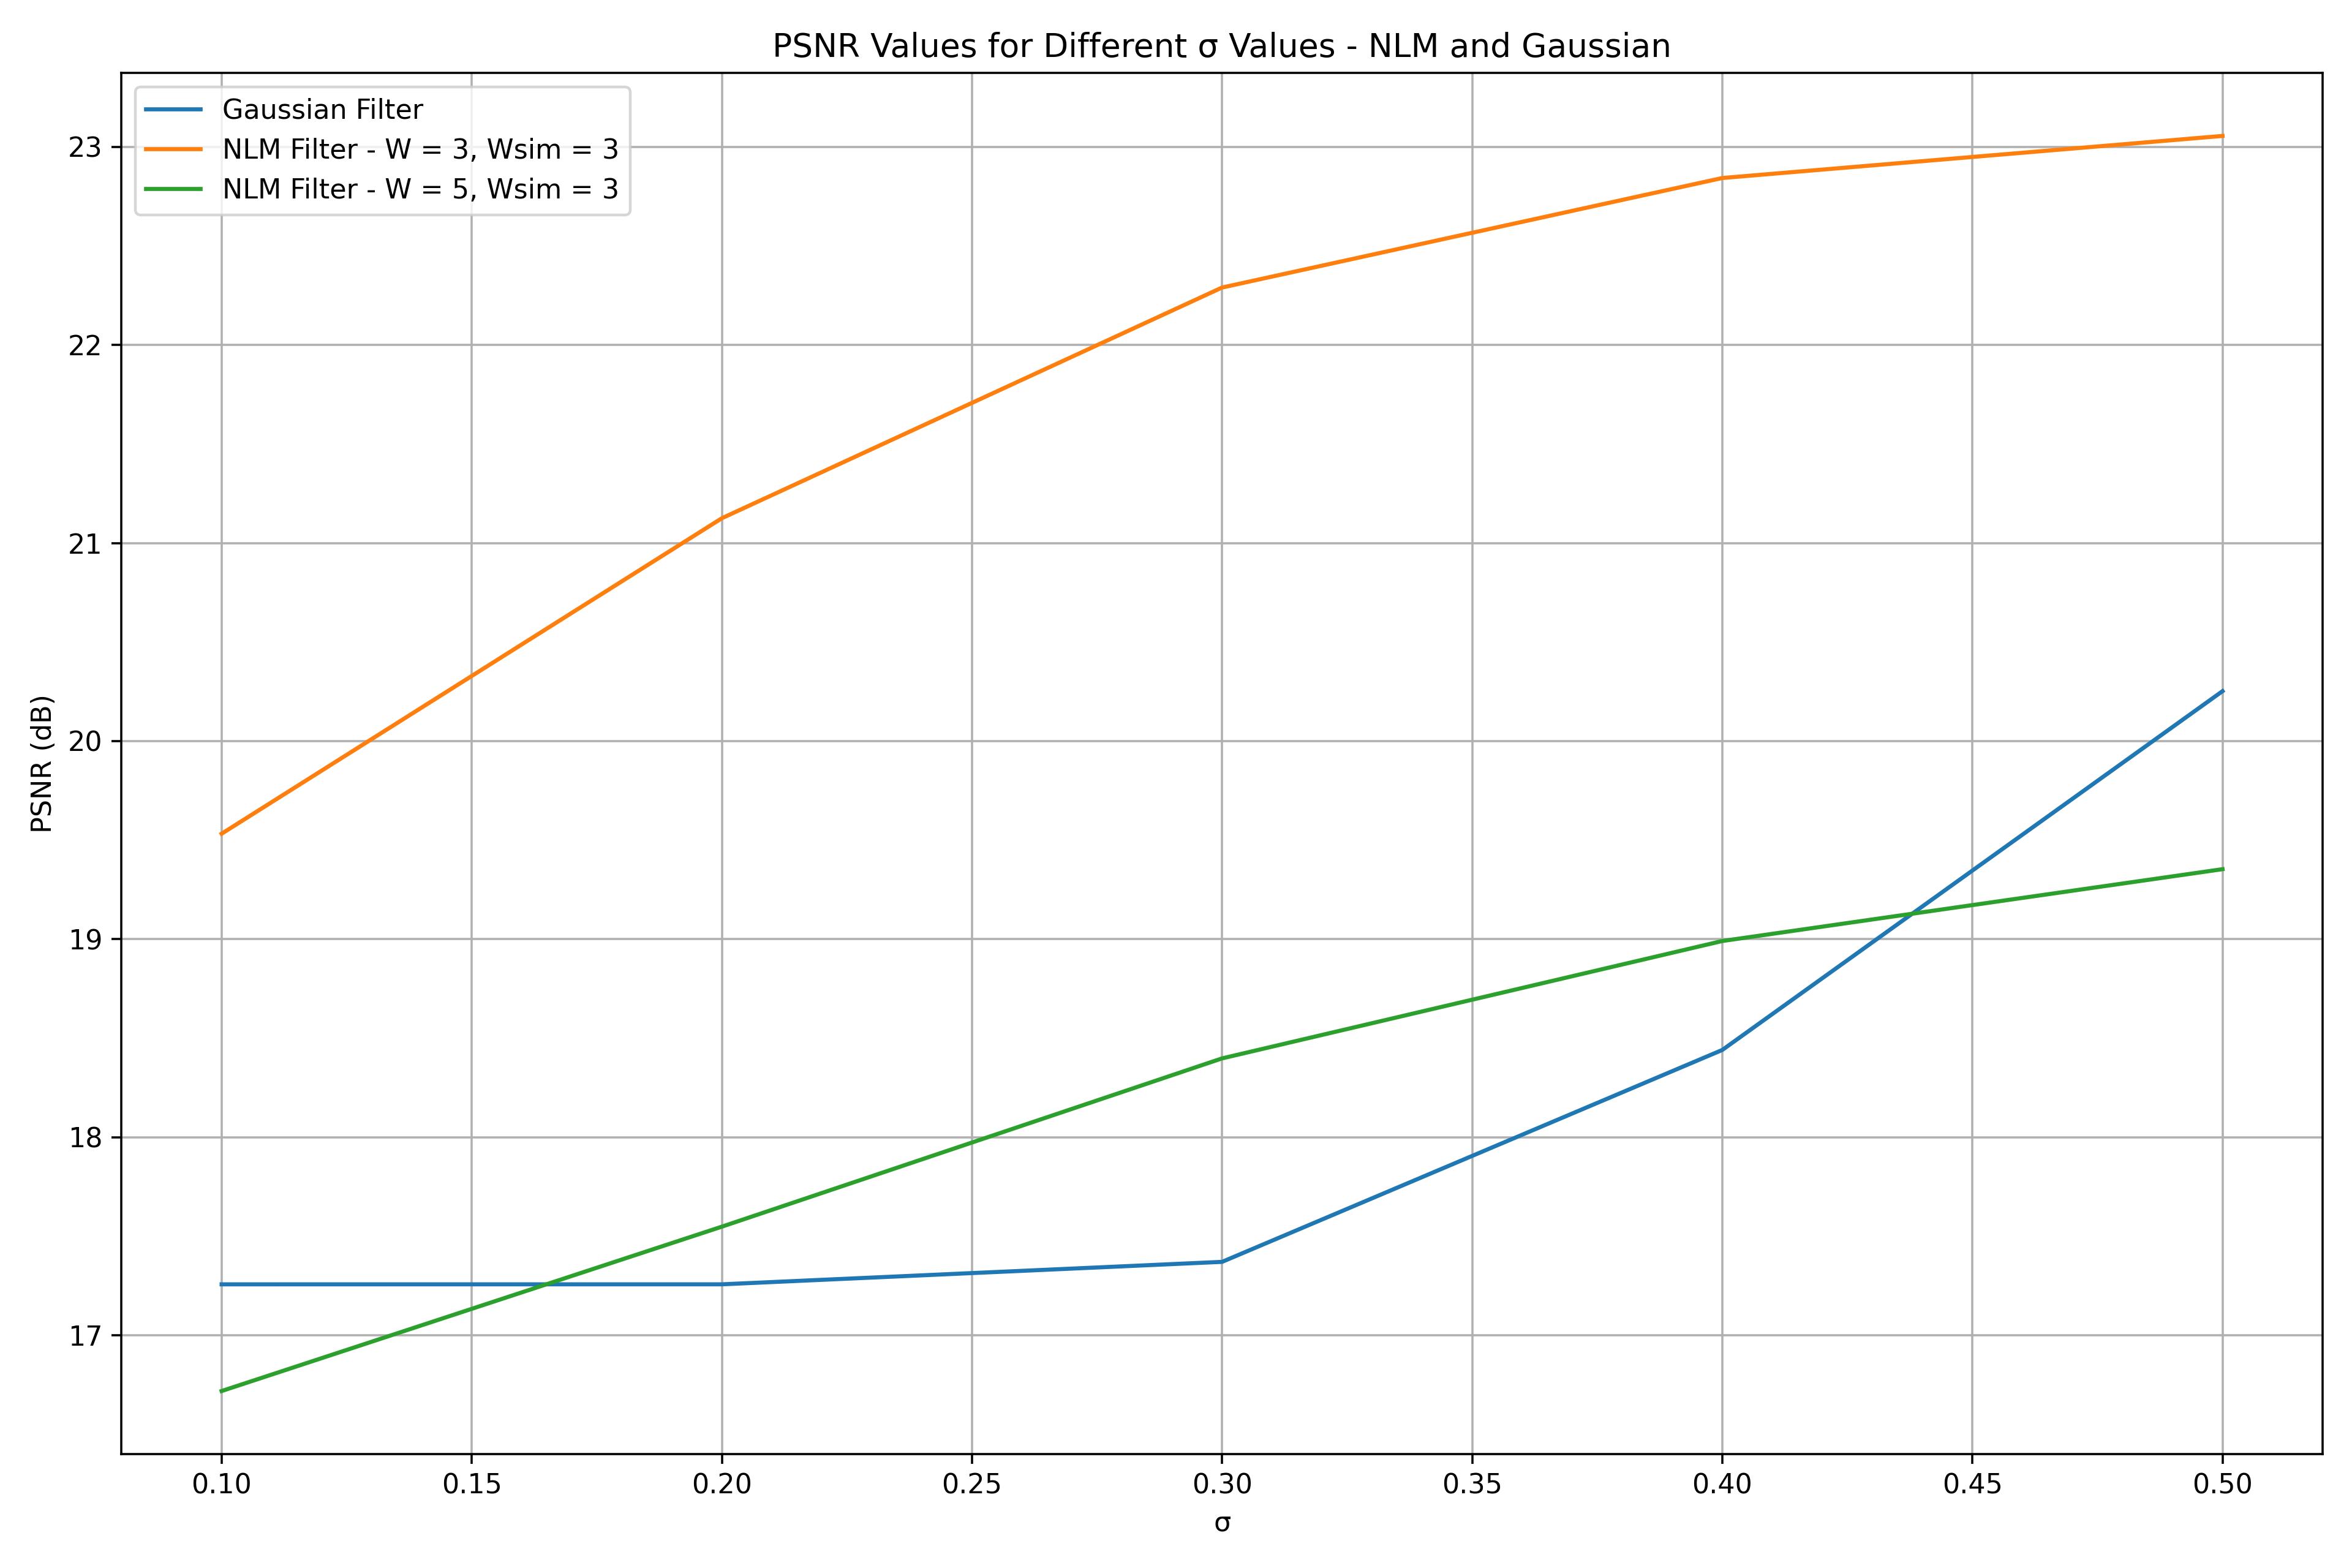 PSNR Values for Different σ Values - NLM and Gaussian
Gaussian Filter
NLM Filter - W = 3, Wsim = 3
NLM Filter - W = 5, Wsim = 3
PSNR (dB)
23
22
21
20
19
18
17
0.10 0.15 0.20 0.25 0.30 0.35 0.40 0.45 0.50
σ